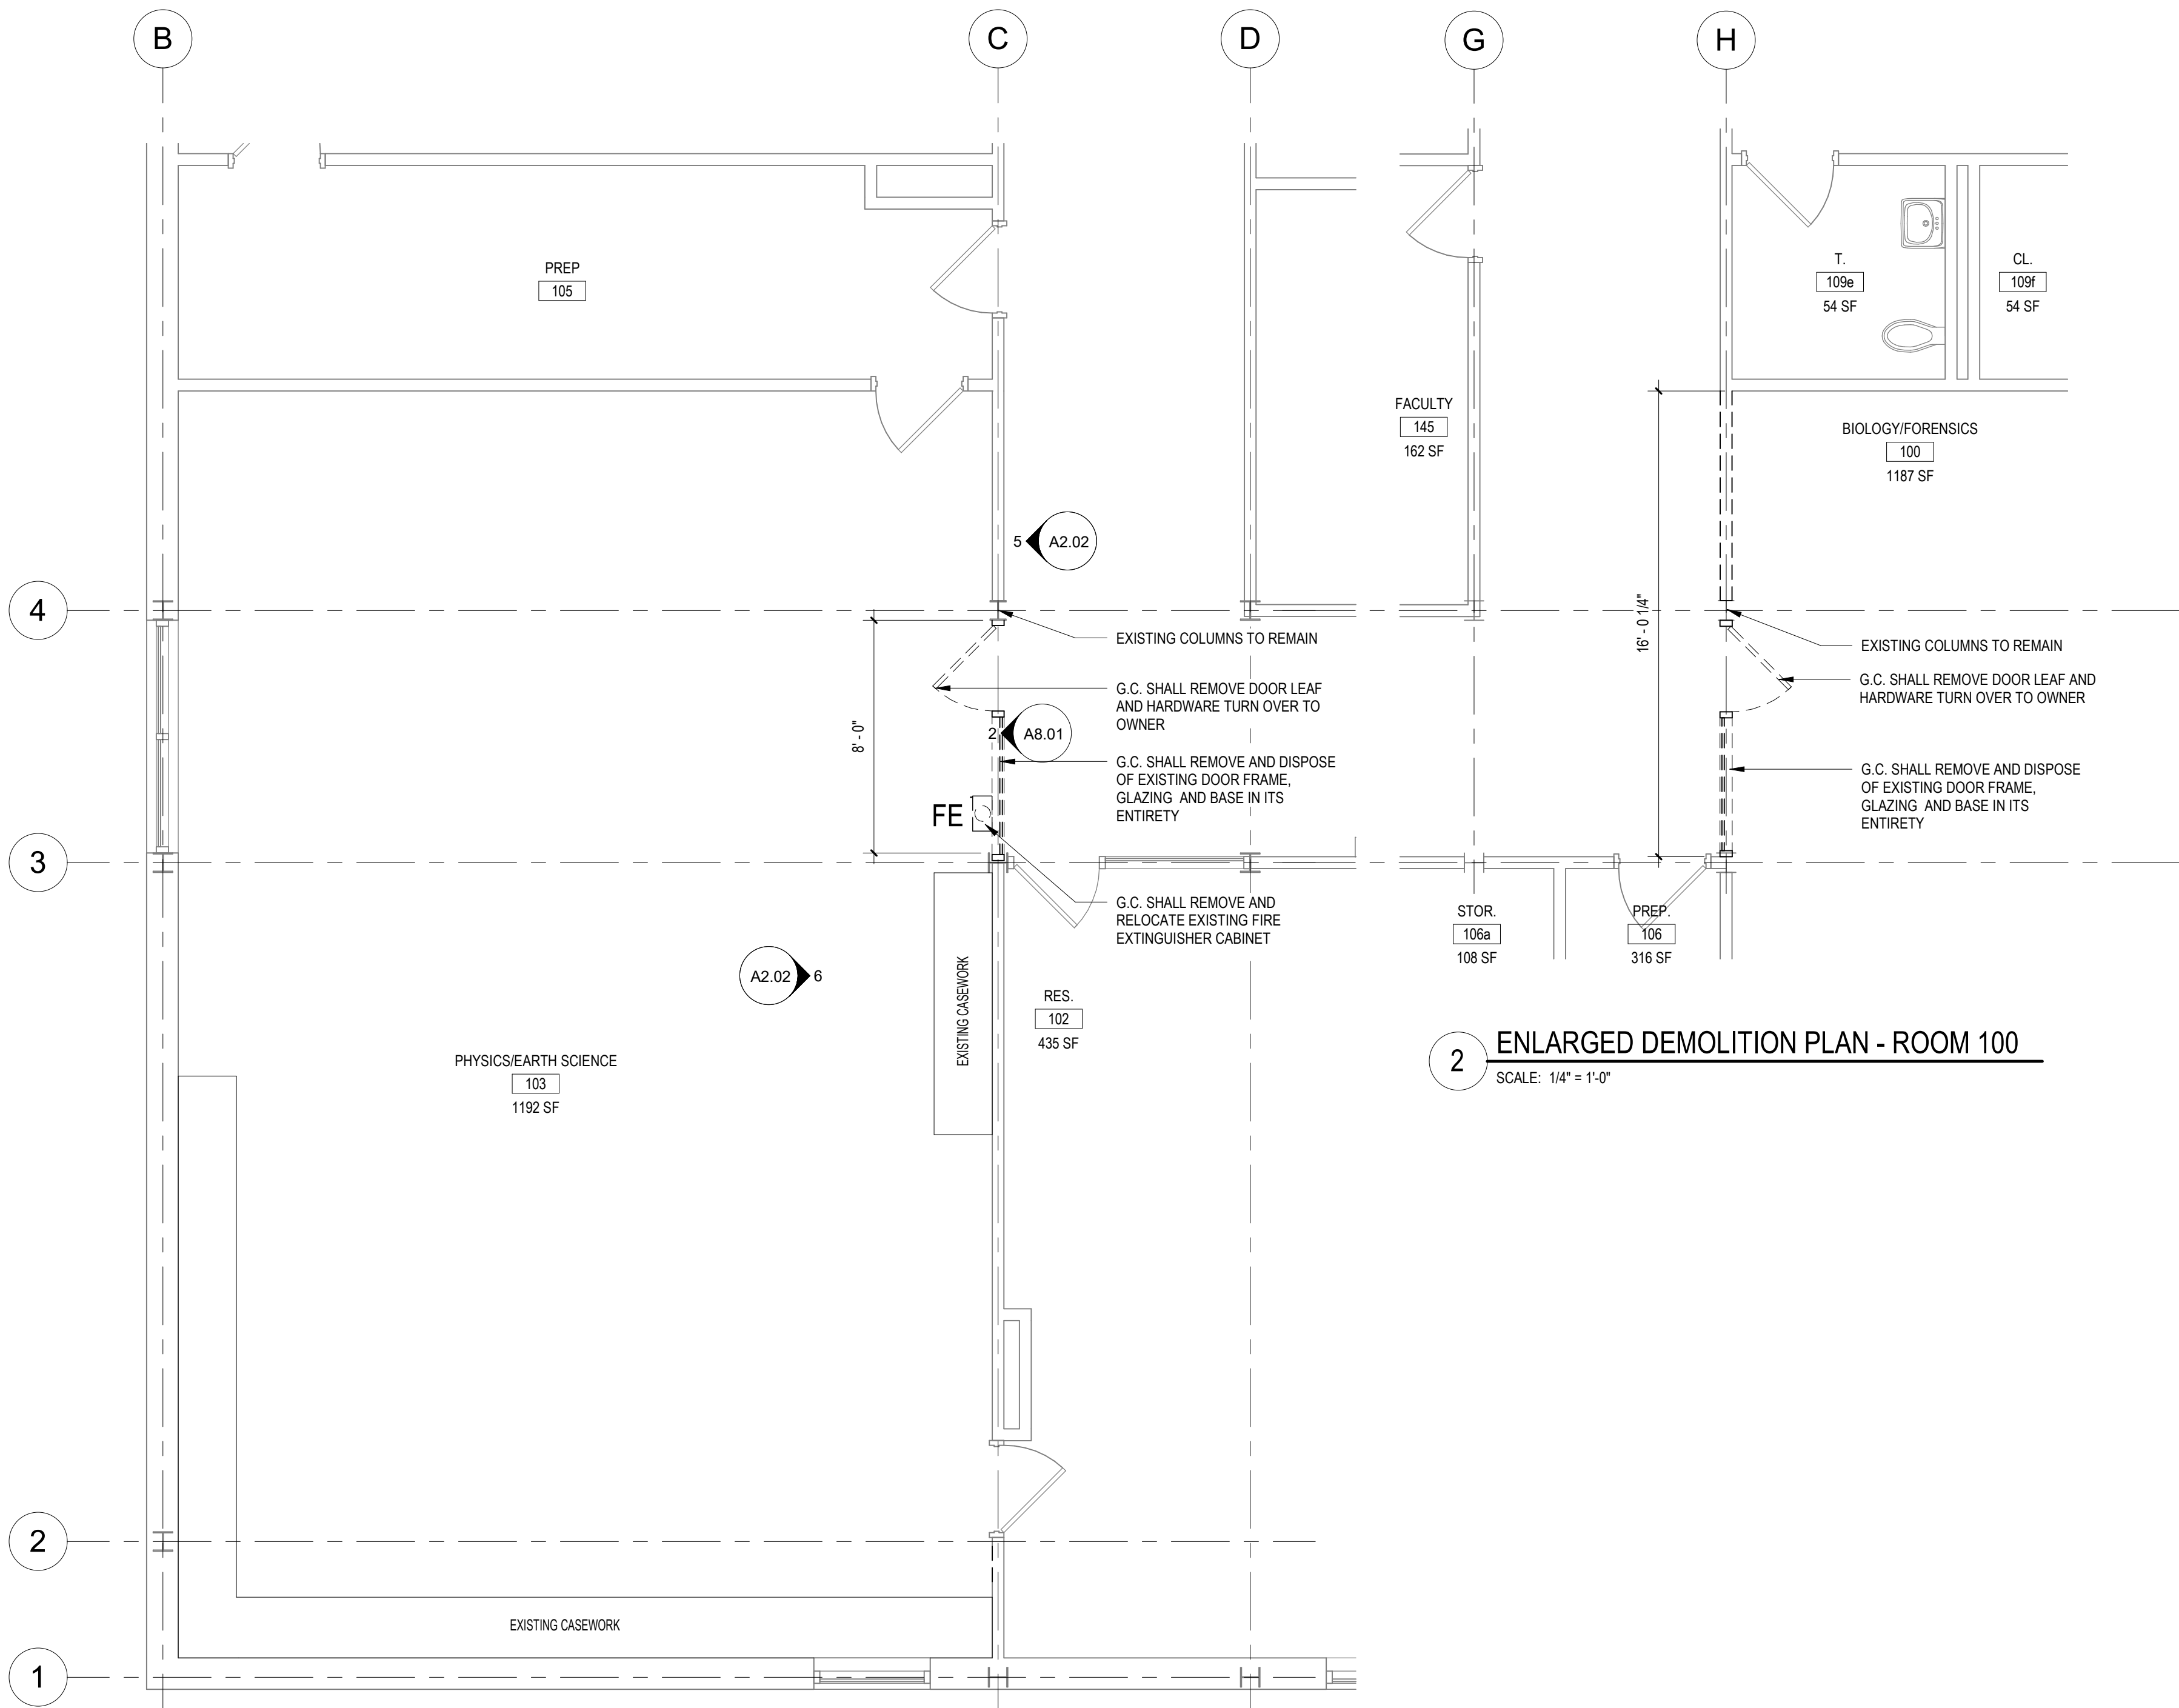 B
C
D
G
H
PREP
105
T.
109e
54 SF
CL.
109f
54 SF
FACULTY
145
162 SF
BIOLOGY/FORENSICS
100
1187 SF
5
A2.02
4
EXISTING COLUMNS TO REMAIN
G.C. SHALL REMOVE DOOR LEAF
AND HARDWARE TURN OVER TO
OWNER
8' - 0"
2
A8.01
G.C. SHALL REMOVE AND DISPOSE
OF EXISTING DOOR FRAME,
GLAZING AND BASE IN ITS
ENTIRETY
FE
16' - 0 1/4"
EXISTING COLUMNS TO REMAIN
G.C. SHALL REMOVE DOOR LEAF AND
HARDWARE TURN OVER TO OWNER
G.C. SHALL REMOVE AND DISPOSE
OF EXISTING DOOR FRAME,
GLAZING AND BASE IN ITS
ENTIRETY
3
G.C. SHALL REMOVE AND
RELOCATE EXISTING FIRE
EXTINGUISHER CABINET
STOR.
106a
108 SF
PREP.
106
316 SF
A2.02
6
EXISTING CASEWORK
RES.
102
435 SF
PHYSICS/EARTH SCIENCE
103
1192 SF
2
ENLARGED DEMOLITION PLAN - ROOM 100
SCALE: 1/4" = 1'-0"
2
EXISTING CASEWORK
1